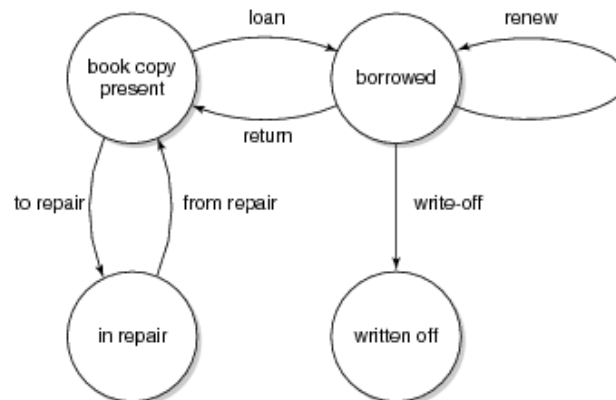 loan
renew
book copy
present
borrowed
return
to repair
from repair
write-off
in repair
written off